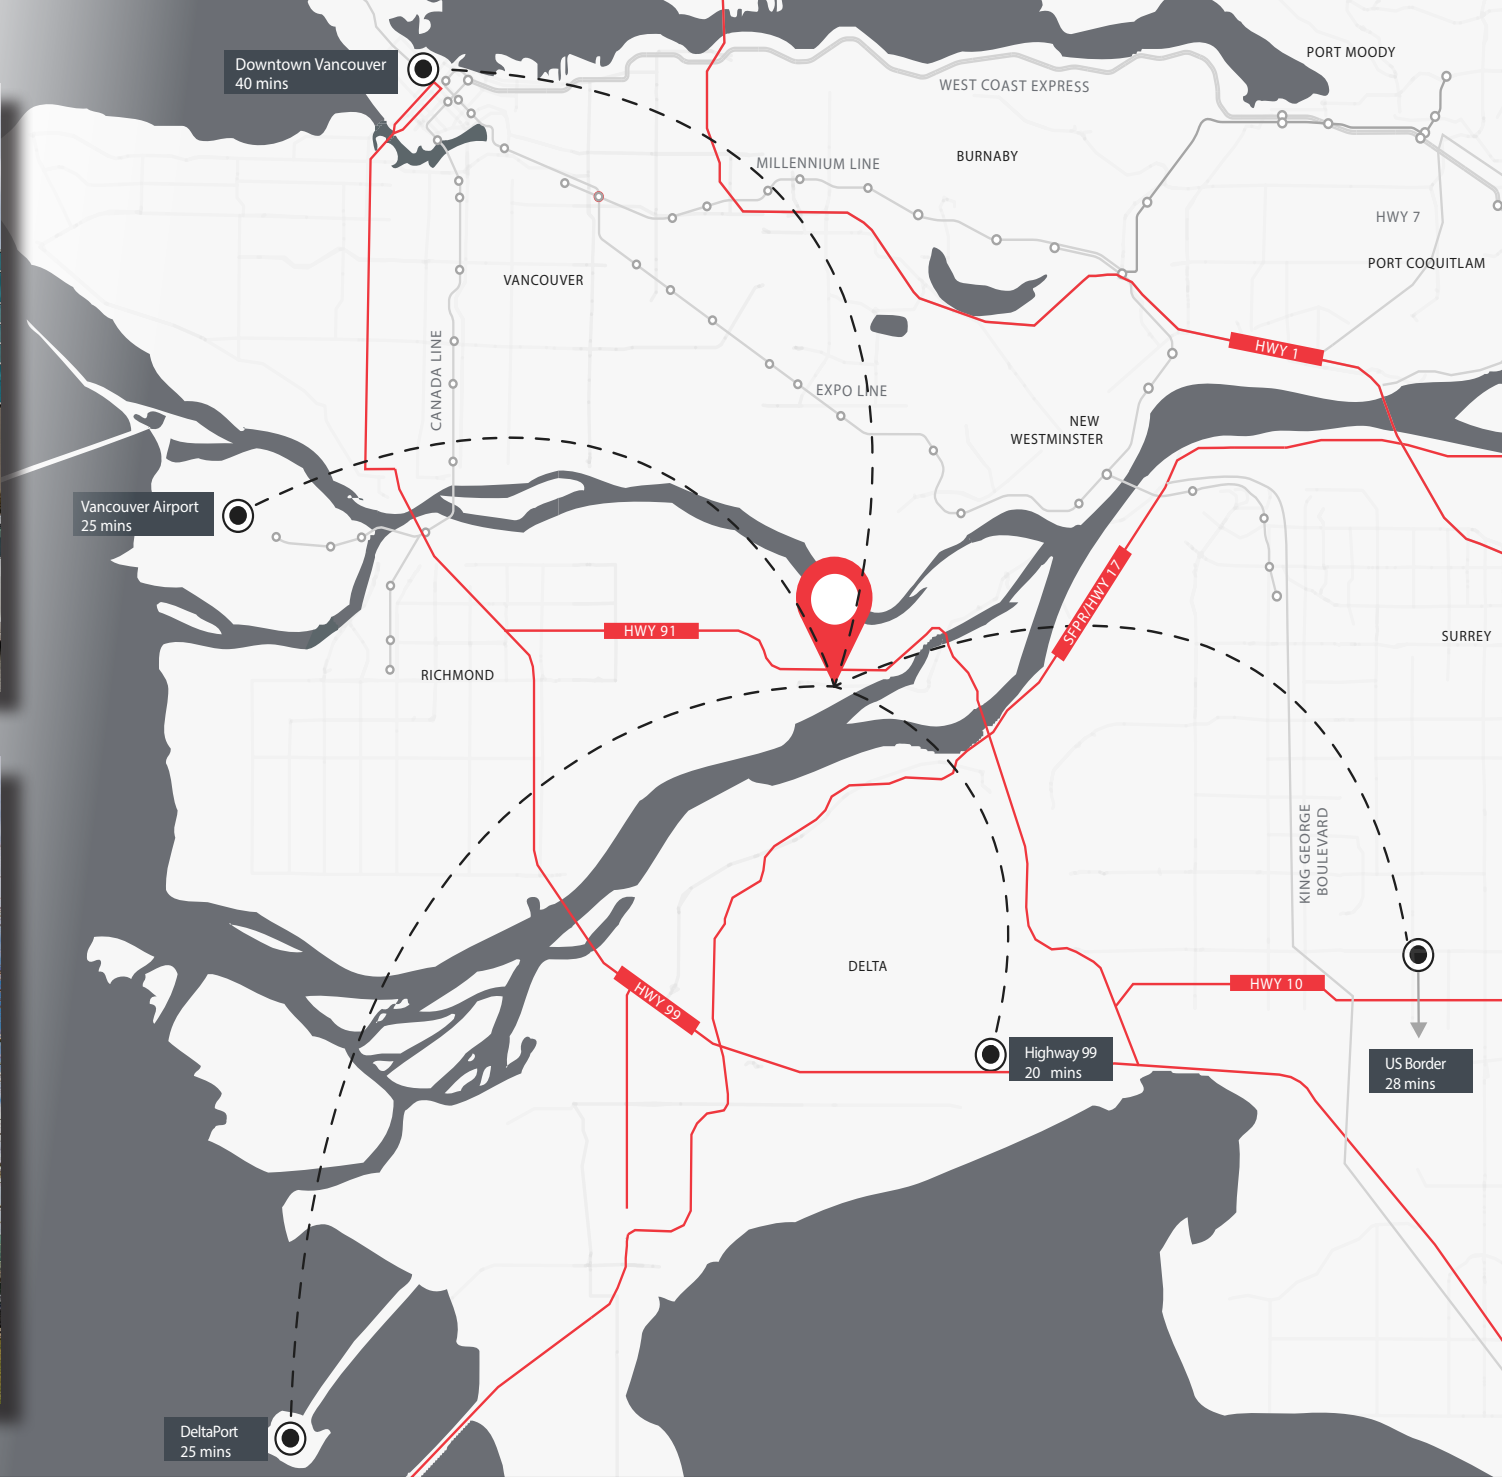 PORT MOODY
Downtown Vancouver
40 mins
WEST COAST EXPRESS
MILLENNIUM LINE
BURNABY
HWY 7
PORT COQUITLAM
VANCOUVER
CANADA LINE
HWY 1
EXPO LINE
NEW
WESTMINSTER
Vancouver Airport
25 mins
SFPR/HWY 17
HWY 91
SURREY
RICHMOND
KING GEORGE
BOULEVARD
DELTA
HWY 99
HWY 10
Highway 99
20 mins
US Border
28 mins
DeltaPort
25 mins